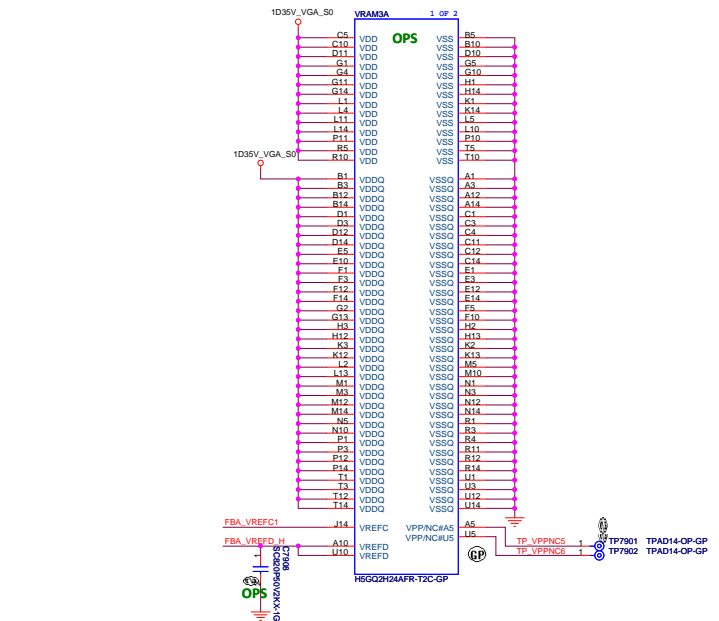 1D35V_VGA_S0
VRAM3A 1 OF 2
OPS
C5 VDD VSS B5
C10 VDD VSS B10
D11 VDD VSS D10
G1 VDD VSS G5
G4 VDD VSS G10
G11 VDD VSS H1
G14 VDD VSS H14
L1 VDD VSS K1
L4 VDD VSS K14
L11 VDD VSS L5
L14 VDD VSS L10
P11 VDD VSS P10
R5 VDD VSS T5
R10 VDD VSS T10
1D35V_VGA_S0
B1 VDDQ VSSQ A1
B3 VDDQ VSSQ A3
B12 VDDQ VSSQ A12
B14 VDDQ VSSQ A14
D1 VDDQ VSSQ C1
D3 VDDQ VSSQ C3
D12 VDDQ VSSQ C4
D14 VDDQ VSSQ C11
E5 VDDQ VSSQ C12
E10 VDDQ VSSQ C14
F1 VDDQ VSSQ E1
F3 VDDQ VSSQ E3
F12 VDDQ VSSQ E12
F14 VDDQ VSSQ E14
G2 VDDQ VSSQ F5
G13 VDDQ VSSQ F10
H3 VDDQ VSSQ H2
H12 VDDQ VSSQ H13
K3 VDDQ VSSQ K2
K12 VDDQ VSSQ K13
L2 VDDQ VSSQ M5
L13 VDDQ VSSQ M10
M1 VDDQ VSSQ N1
M3 VDDQ VSSQ N3
M12 VDDQ VSSQ N12
M14 VDDQ VSSQ N14
N5 VDDQ VSSQ R1
N10 VDDQ VSSQ R3
P1 VDDQ VSSQ R4
P3 VDDQ VSSQ R11
P12 VDDQ VSSQ R12
P14 VDDQ VSSQ R14
T1 VDDQ VSSQ U1
T3 VDDQ VSSQ U3
T12 VDDQ VSSQ U12
T14 VDDQ VSSQ U14
FBA_VREFC1 J14 VREFC VPP/NC#A5 A5
VPP/NC#U5 U5
FBA_VREFD_H A10 VREFD
U10 VREFD
GP
TP_VPPNC5 1 TP7901 TPAD14-OP-GP
TP_VPPNC6 1 TP7902 TPAD14-OP-GP
C7908
SC820P50V2KX-1G
OPS
H5GQ2H24AFR-T2C-GP